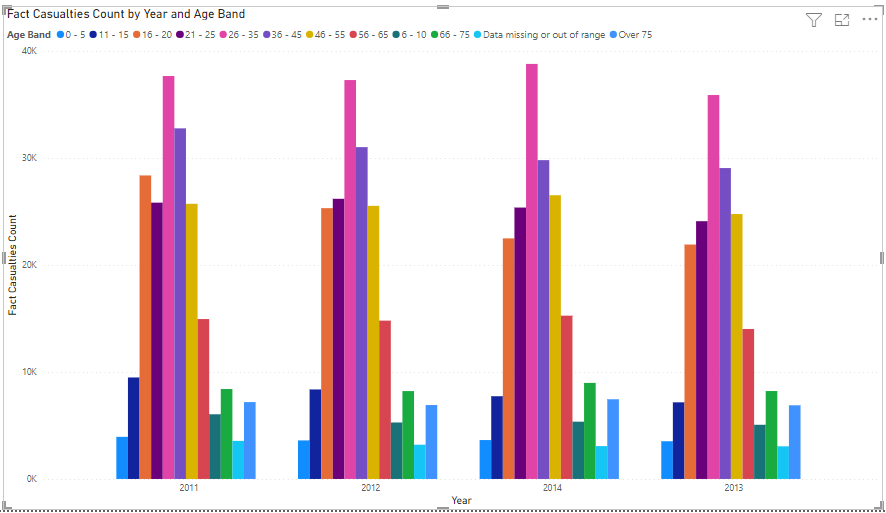 Fact Casualties Count by Year and Age Band
Age Band 0 - 5 11 - 15 16 - 20 21 - 25 26 - 35 36 - 45 46 - 55 56 - 65 6 - 10 66 - 75 Data missing or out of range Over 75
40K
30K
20K
10K
0K
Fact Casualties Count
2011 2012 2014 2013
Year